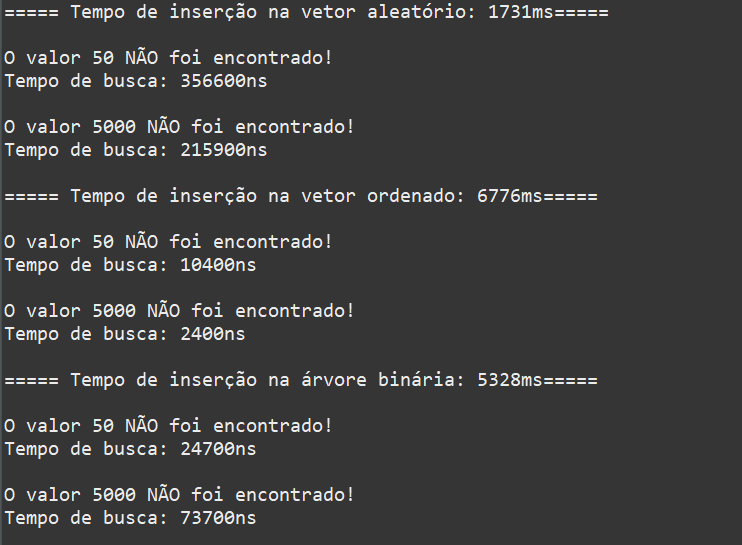 ===== Tempo de inserção na vetor aleatório: 1731ms=====
O valor 50 NÃO foi encontrado!
Tempo de busca: 356600ns
O valor 5000 NÃO foi encontrado!
Tempo de busca: 215900ns
===== Tempo de inserção na vetor ordenado: 6776ms=====
O valor 50 NÃO foi encontrado!
Tempo de busca: 10400ns
O valor 5000 NÃO foi encontrado!
Tempo de busca: 2400ns
===== Tempo de inserção na árvore binária: 5328ms=====
O valor 50 NÃO foi encontrado!
Tempo de busca: 24700ns
O valor 5000 NÃO foi encontrado!
Tempo de busca: 73700ns